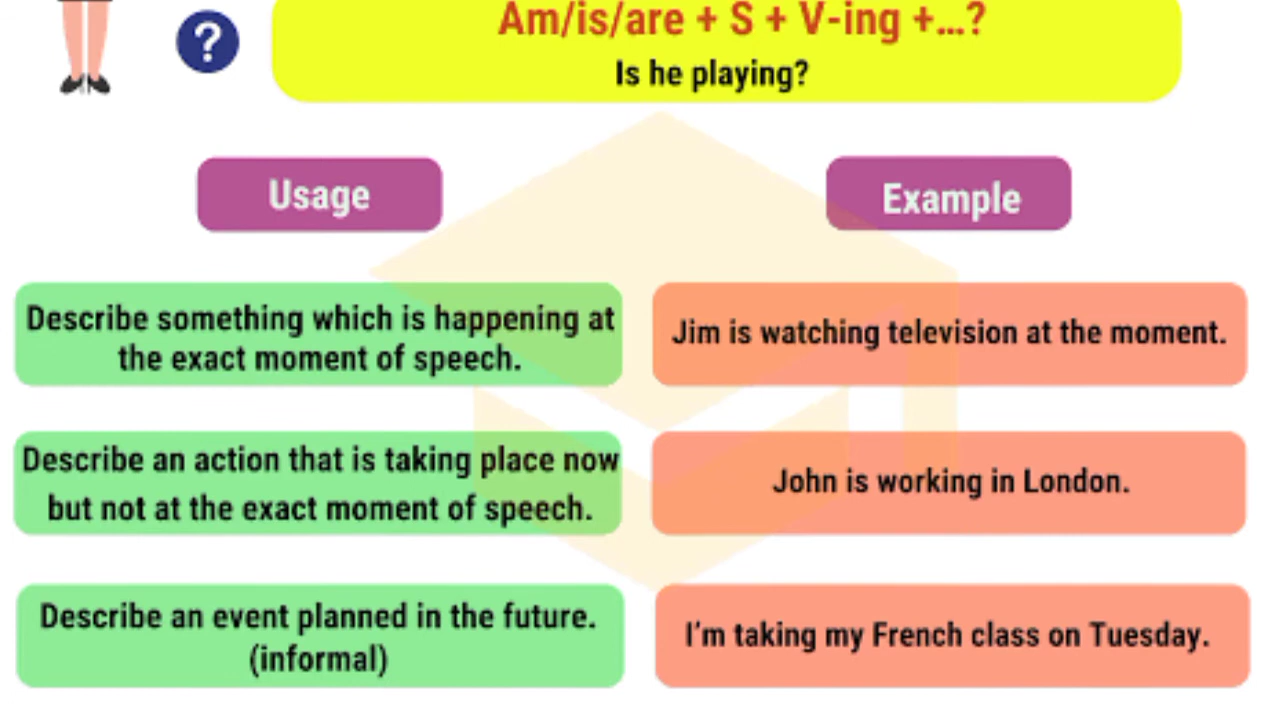 Am/is/are + S + V-ing +...?
?
Is he playing?
Usage
Example
Describe something which is happening at
the exact moment of speech.
Jim is watching television at the moment.
Describe an action that is taking place now
but not at the exact moment of speech.
John is working in London.
Describe an event planned in the future.
(informal)
I'm taking my French class on Tuesday.